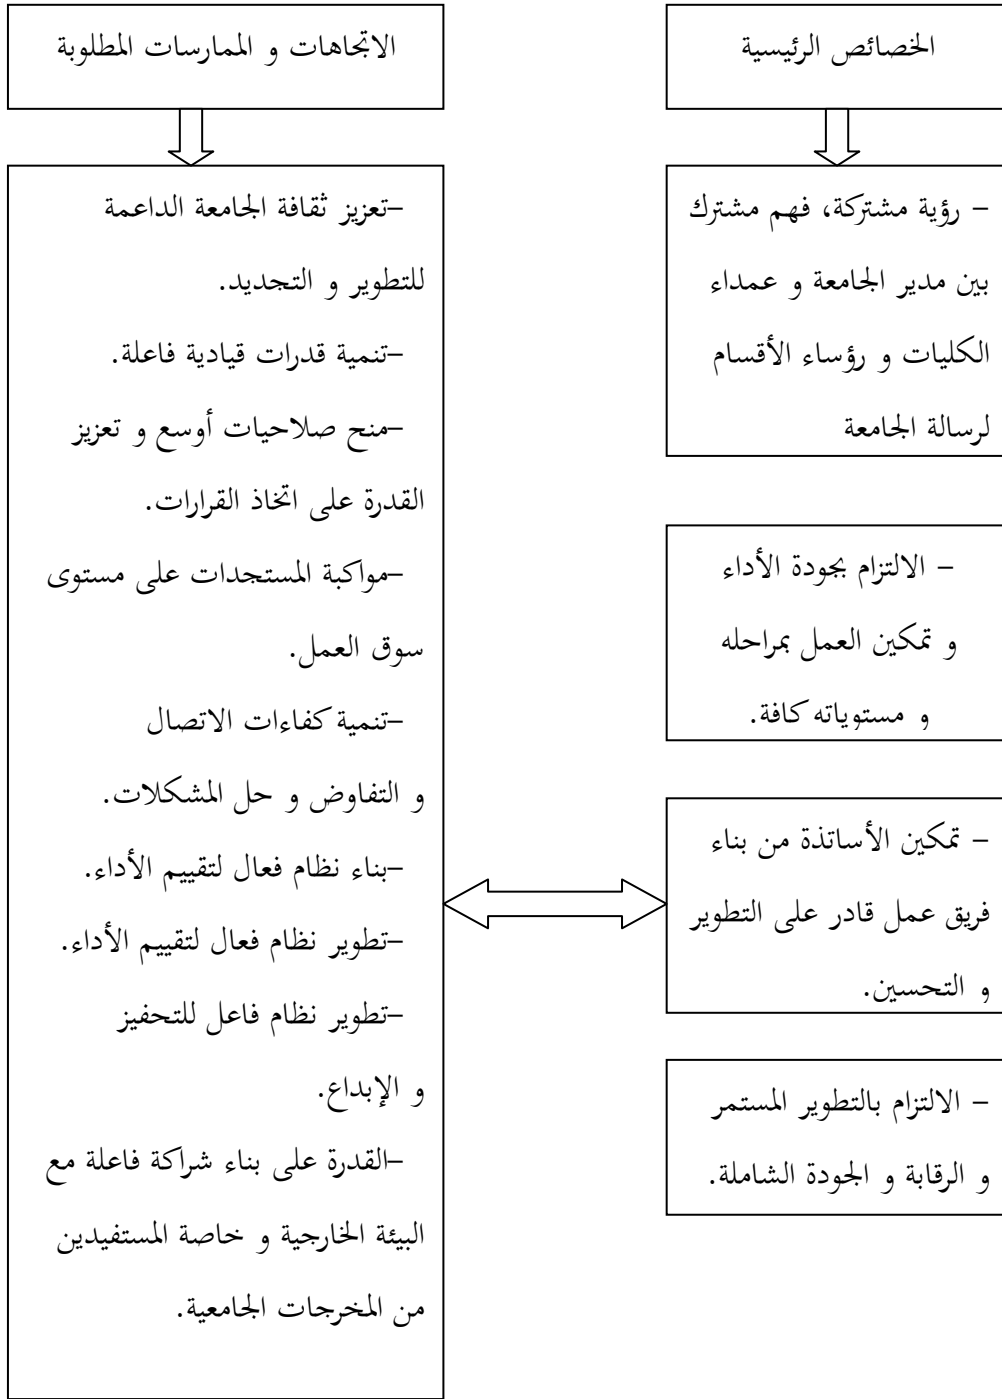 الخصائص الرئيسية
– رؤية مشتركة، فهم مشترك
بين مدير الجامعة و عمداء
الكليات و رؤساء الأقسام
لرسالة الجامعة
– الالتزام بجودة الأداء
و تمكين العمل بمراحله
و مستوياته كافة.
– تمكين الأساتذة من بناء
فريق عمل قادر على التطوير
و التحسين.
– الالتزام بالتطوير المستمر
و الرقابة و الجودة الشاملة.
الاتجاهات و الممارسات المطلوبة
–تعزيز ثقافة الجامعة الداعمة
للتطوير و التجديد.
–تنمية قدرات قيادية فاعلة.
–منح صلاحيات أوسع و تعزيز
القدرة على اتخاذ القرارات.
–مواكبة المستجدات على مستوى
سوق العمل.
–تنمية كفاءات الاتصال
و التفاوض و حل المشكلات.
–بناء نظام فعال لتقييم الأداء.
–تطوير نظام فعال لتقييم الأداء.
–تطوير نظام فاعل للتحفيز
و الإبداع.
–القدرة على بناء شراكة فاعلة مع
البيئة الخارجية و خاصة المستفيدين
من المخرجات الجامعية.